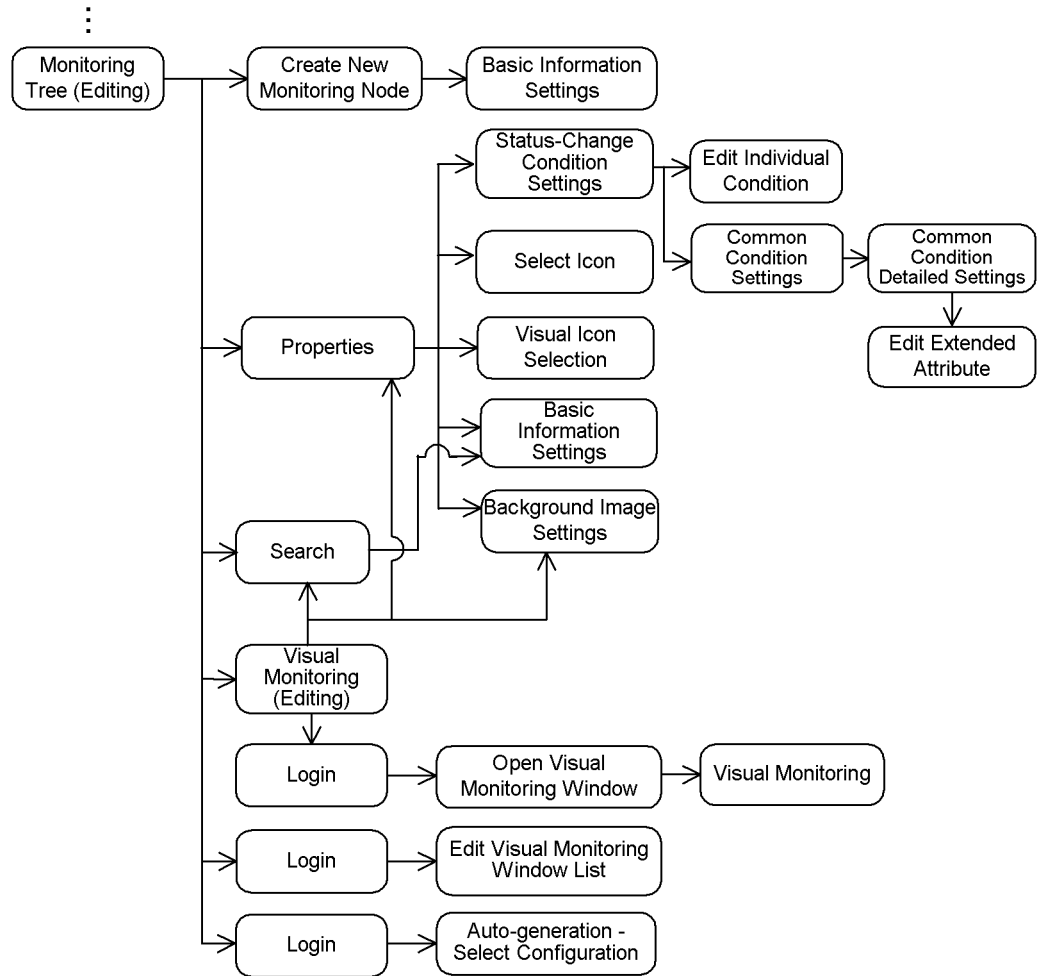 Monitoring
Tree (Editing)
Create New
Monitoring Node
Basic Information
Settings
Status-Change
Condition
Settings
Edit Individual
Condition
Select Icon
Common
Condition
Settings
Common
Condition
Detailed Settings
Properties
Visual Icon
Selection
Edit Extended
Attribute
Basic
Information
Settings
Search
Background Image
Settings
Visual
Monitoring
(Editing)
Login
Open Visual
Monitoring Window
Visual Monitoring
Login
Edit Visual Monitoring
Window List
Login
Auto-generation -
Select Configuration